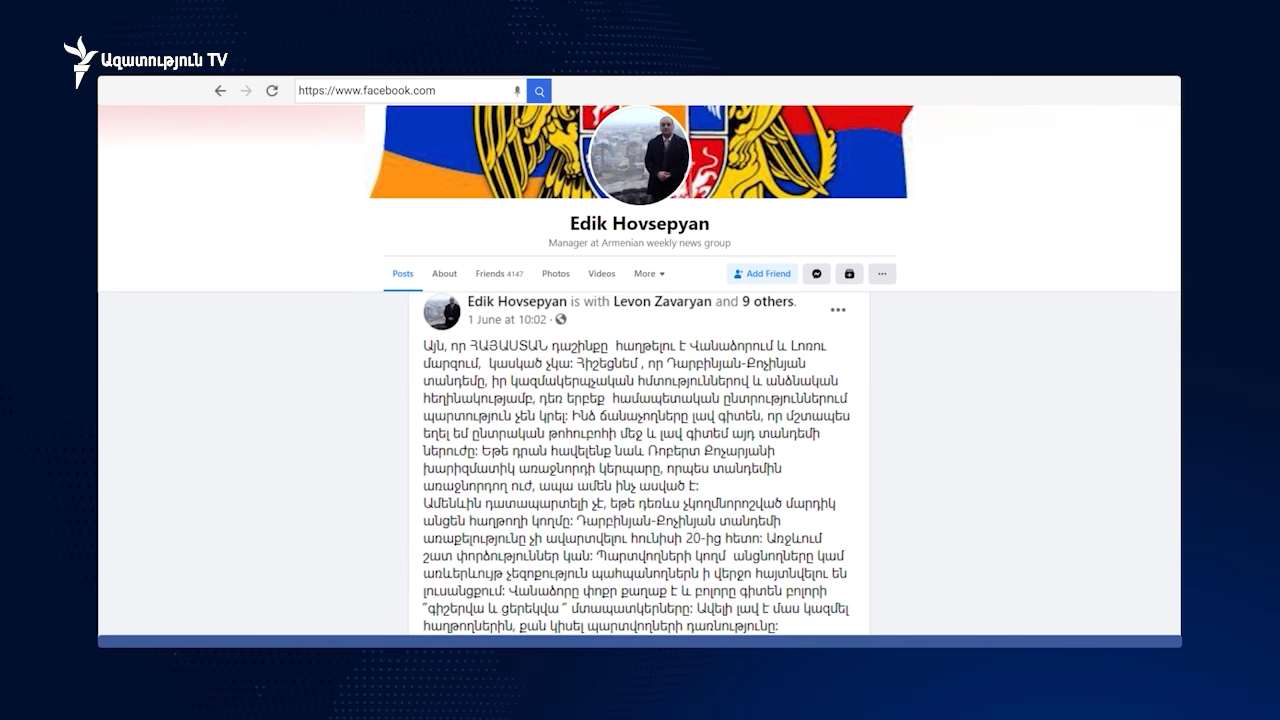 Ազատություն TV
https://www.facebook.com
Edik Hovsepyan
Manager at Armenian weekly news group
Posts About Friends 4147 Photos Videos More Add Friend
Edik Hovsepyan is with Levon Zavaryan and 9 others.
1 June at 10:02 ·
Այն, որ ՀԱՅԱՍՏԱՆ դաշինքը հաղթելու է Վանաձորում և Լոռու
մարզում, կասկած չկա: Հիշեցնեմ , որ Դարբինյան-Քոչինյան
տանդեմը, իր կազմակերպչական հմտություններով և անձնական
հեղինակությամբ, դեռ երբեք համապետական ընտրություններում
պարտություն չեն կրել: Ինձ ճանաչողները լավ գիտեն, որ մշտապես
եղել եմ ընտրական թոհուբոհի մեջ և լավ գիտեմ այդ տանդեմի
ներուժը: Եթե դրան հավելենք նաև Ռոբերտ Քոչարյանի
խարիզմատիկ առաջնորդի կերպարը, որպես տանդեմին
առաջնորդող ուժ, ապա ամեն ինչ ասված է:
Ամենևին դատապարտելի չէ, եթե դեռևս չկողմնորոշված մարդիկ
անցեն հաղթողի կողմը: Դարբինյան-Քոչինյան տանդեմի
առաքելությունը չի ավարտվելու հունիսի 20-ից հետո: Առջևում
շատ փորձություններ կան: Պարտվողների կողմ անցնողները կամ
առևերևույթ չեզոքություն պահպանողներն ի վերջո հայտնվելու են
լուսանցքում: Վանաձորը փոքր քաղաք է և բոլորը գիտեն բոլորի
˝գիշերվա և ցերեկվա ˝ մտապատկերները: Ավելի լավ է մաս կազմել
հաղթողներին, քան կիսել պարտվողների դառնությունը: